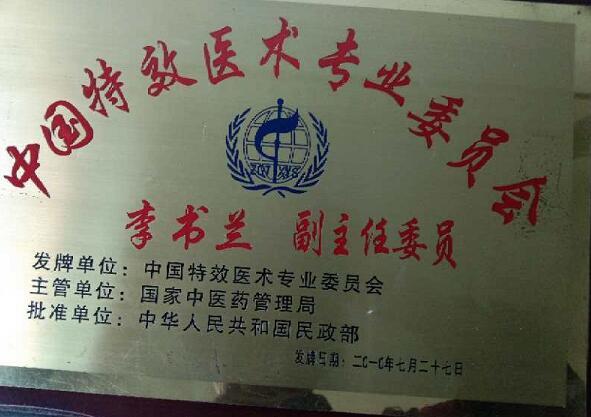 中国特效医术专业委员会
李书兰 副主任委员
发牌单位：中国特效医术专业委员会
主管单位：国家中医药管理局
批准单位：中华人民共和国民政部
发牌日期：二〇一〇年七月二十七日